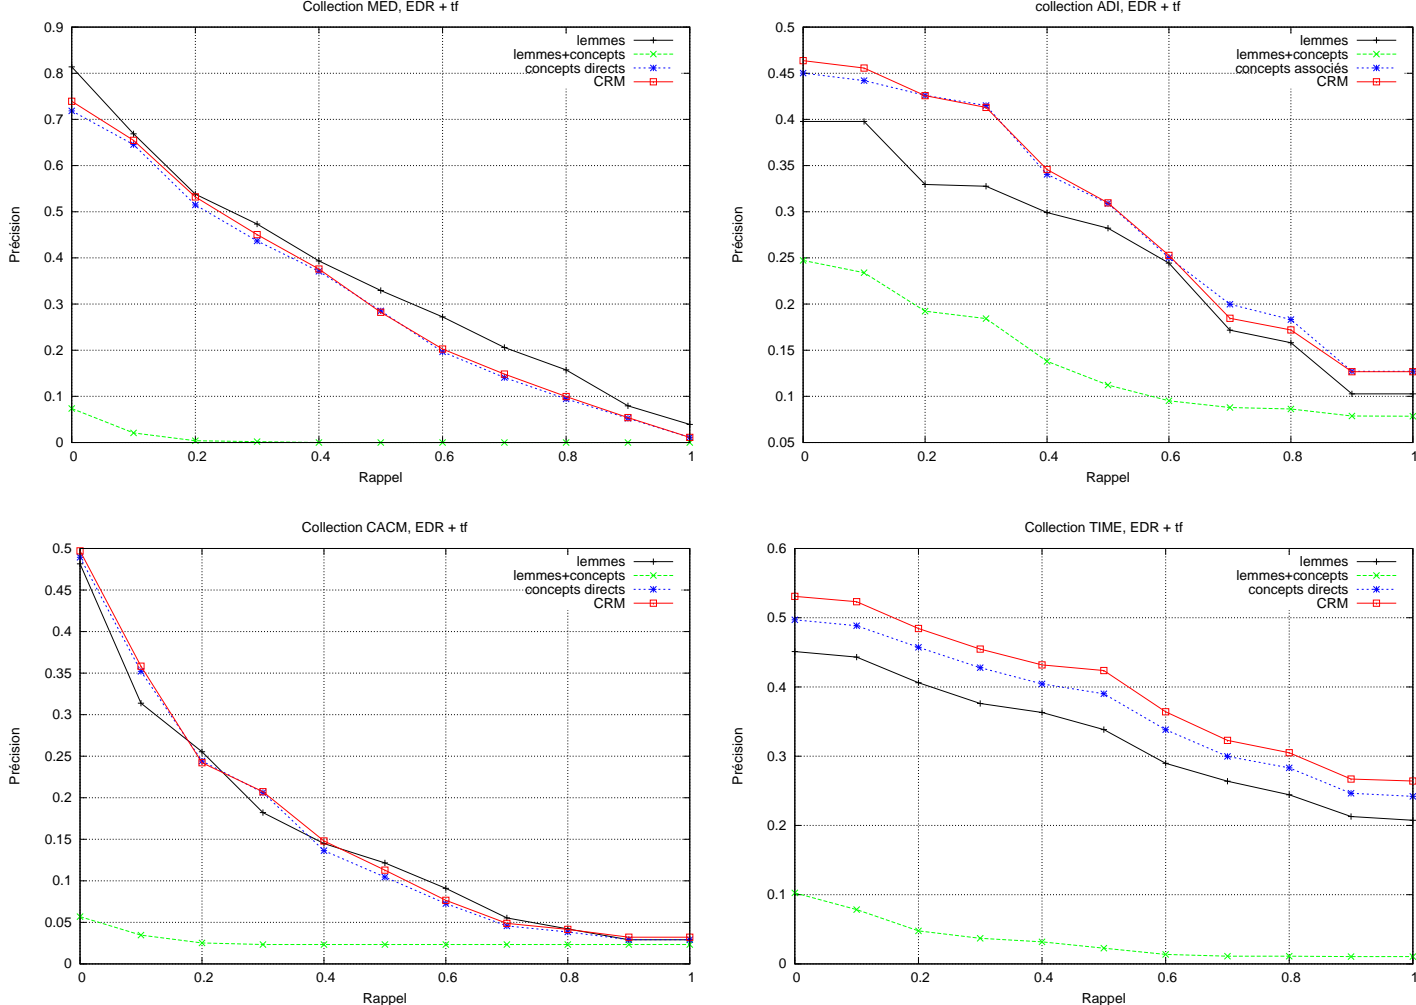 Collection MED, EDR + tf
lemmes
lemmes+concepts
concepts directs
CRM
0.9
0.8
0.7
0.6
0.5
0.4
0.3
0.2
0.1
0
0 0.2 0.4 0.6 0.8 1
Précision
Rappel
collection ADI, EDR + tf
lemmes
lemmes+concepts
concepts associés
CRM
0.5
0.45
0.4
0.35
0.3
0.25
0.2
0.15
0.1
0.05
0 0.2 0.4 0.6 0.8 1
Précision
Rappel
Collection CACM, EDR + tf
lemmes
lemmes+concepts
concepts directs
CRM
0.5
0.45
0.4
0.35
0.3
0.25
0.2
0.15
0.1
0.05
0
0 0.2 0.4 0.6 0.8 1
Précision
Rappel
Collection TIME, EDR + tf
lemmes
lemmes+concepts
concepts directs
CRM
0.6
0.5
0.4
0.3
0.2
0.1
0
0 0.2 0.4 0.6 0.8 1
Précision
Rappel